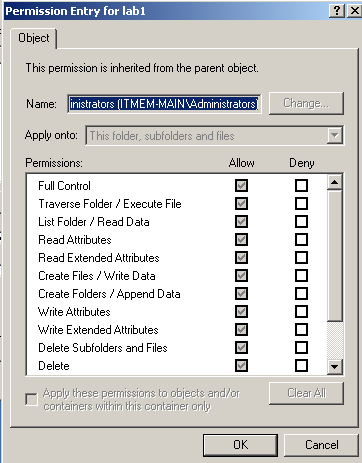 Permission Entry for lab1
Object
This permission is inherited from the parent object.
Name: inistrators (ITMEM-MAIN\Administrators) Change...
Apply onto: This folder, subfolders and files
Permissions: Allow Deny
Full Control
Traverse Folder / Execute File
List Folder / Read Data
Read Attributes
Read Extended Attributes
Create Files / Write Data
Create Folders / Append Data
Write Attributes
Write Extended Attributes
Delete Subfolders and Files
Delete
Apply these permissions to objects and/or
containers within this container only
Clear All
OK Cancel